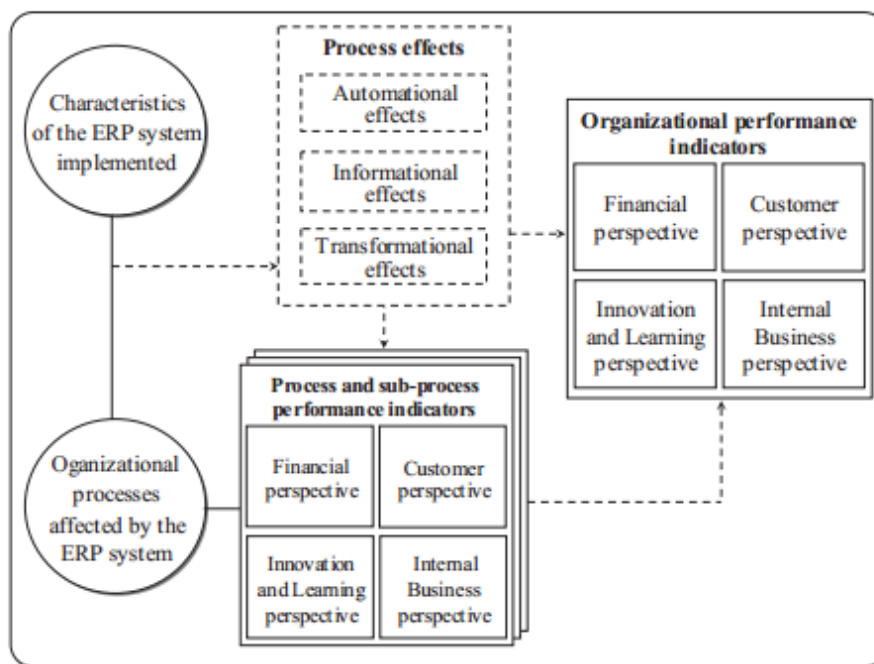 Process effects
Automational
effects
Informational
effects
Transformational
effects
Characteristics
of the ERP system
implemented
Organizational performance
indicators
Financial
perspective
Customer
perspective
Innovation
and Learning
perspective
Internal
Business
perspective
Process and sub-process
performance indicators
Financial
perspective
Customer
perspective
Innovation
and Learning
perspective
Internal
Business
perspective
Oganizational
processes
affected by the
ERP system